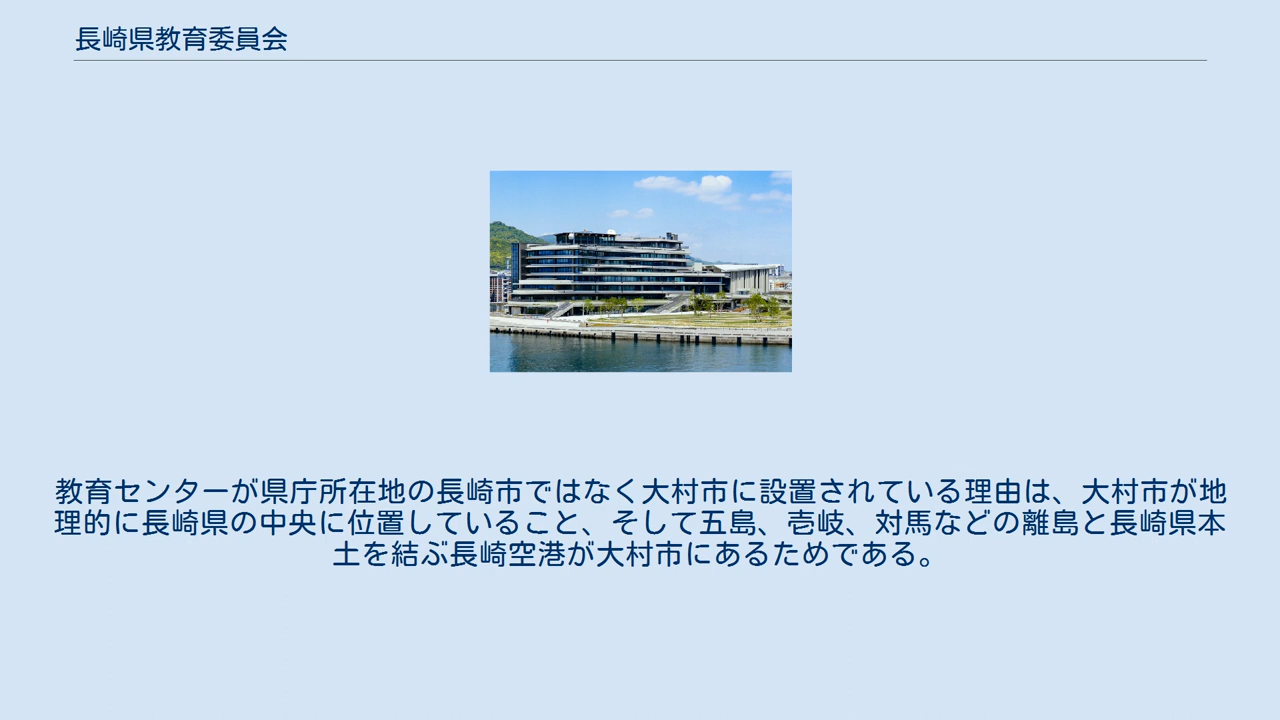 長崎県教育委員会
教育センターが県庁所在地の長崎市ではなく大村市に設置されている理由は、大村市が地
理的に長崎県の中央に位置していること、そして五島、壱岐、対馬などの離島と長崎県本
土を結ぶ長崎空港が大村市にあるためである。